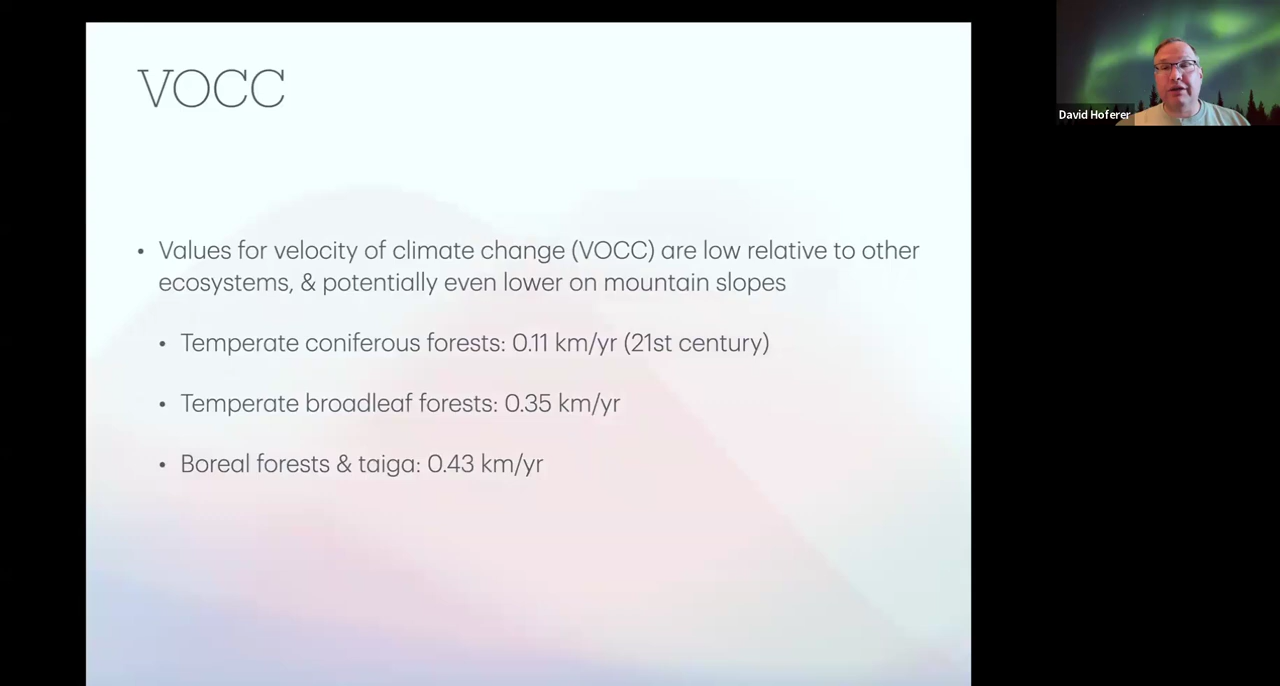 VOCC
David Hoferer
• Values for velocity of climate change (VOCC) are low relative to other
ecosystems, & potentially even lower on mountain slopes
• Temperate coniferous forests: 0.11 km/yr (21st century)
• Temperate broadleaf forests: 0.35 km/yr
• Boreal forests & taiga: 0.43 km/yr